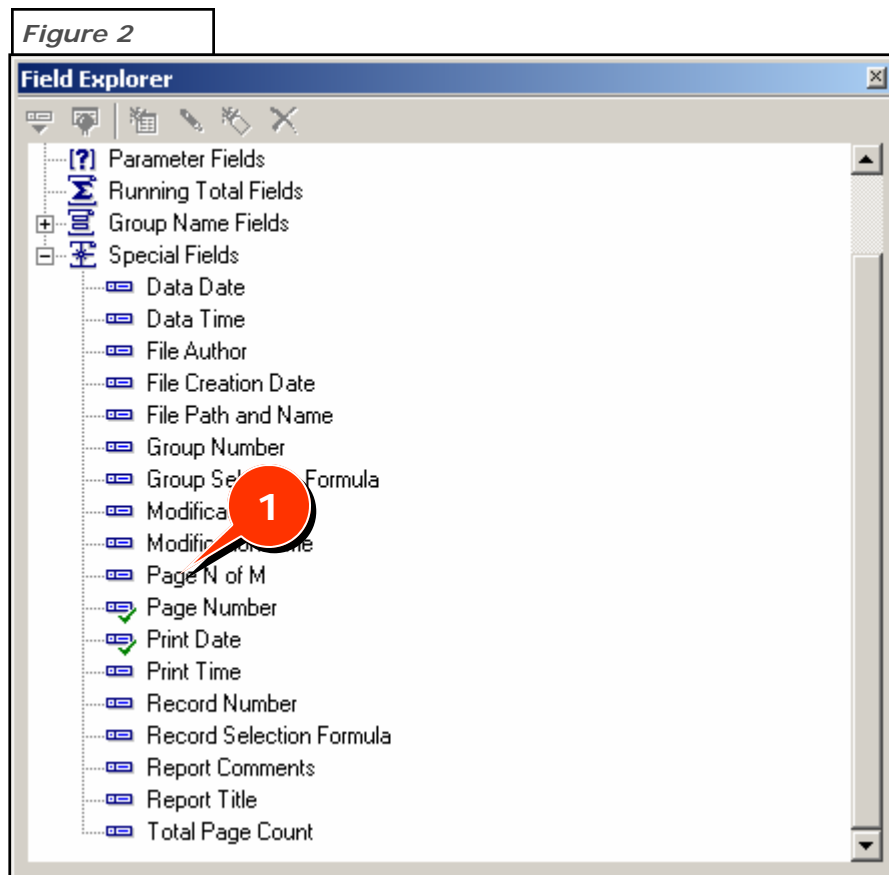 Figure 2
Field Explorer
[?] Parameter Fields
Running Total Fields
Group Name Fields
Special Fields
Data Date
Data Time
File Author
File Creation Date
File Path and Name
Group Number
Group Formula
1
Page N of M
Page Number
Print Date
Print Time
Record Number
Record Selection Formula
Report Comments
Report Title
Total Page Count